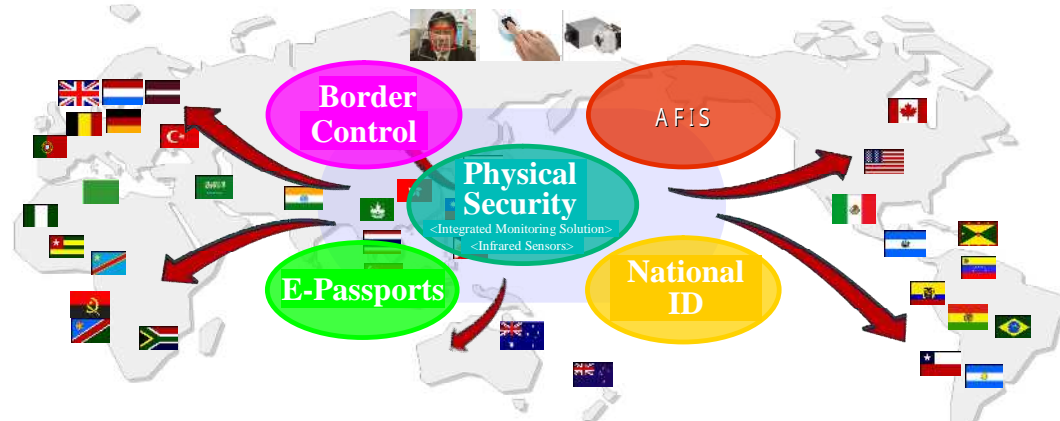 Border
Control
AFIS
Physical
Security
<Integrated Monitoring Solution>
<Infrared Sensors>
E-Passports
National
ID